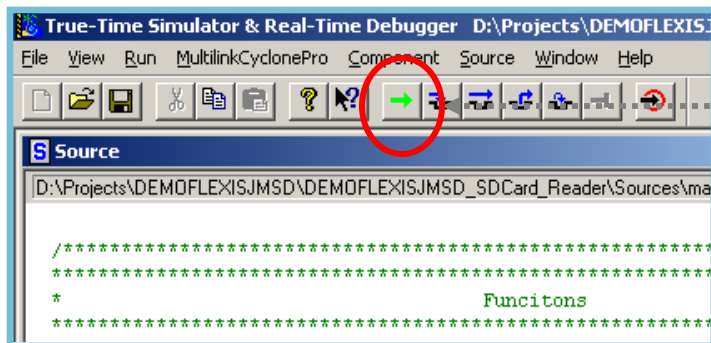 True-Time Simulator & Real-Time Debugger D:\Projects\DEMOFLEXISJ
File View Run MultilinkCyclonePro Component Source Window Help
S Source
D:\Projects\DEMOFLEXISJMSD\DEMOFLEXISJMSD_SDCard_Reader\Sources\ma
/*********************************************************
**********************************************************
* Funcitons
**********************************************************